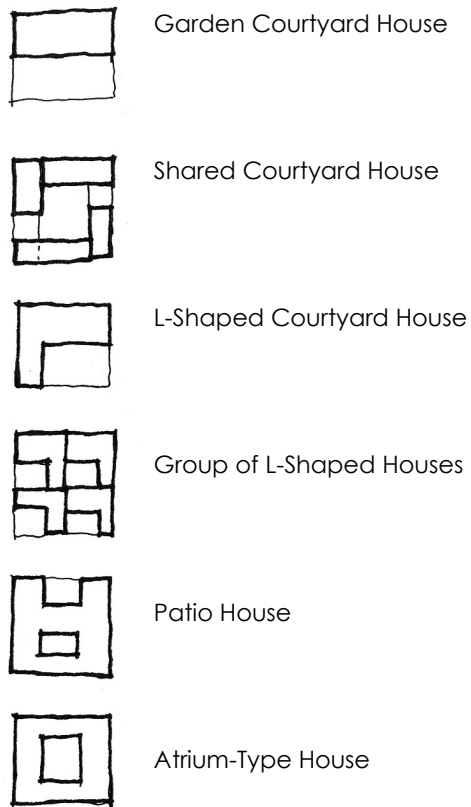 Garden Courtyard House
Shared Courtyard House
L-Shaped Courtyard House
Group of L-Shaped Houses
Patio House
Atrium-Type House